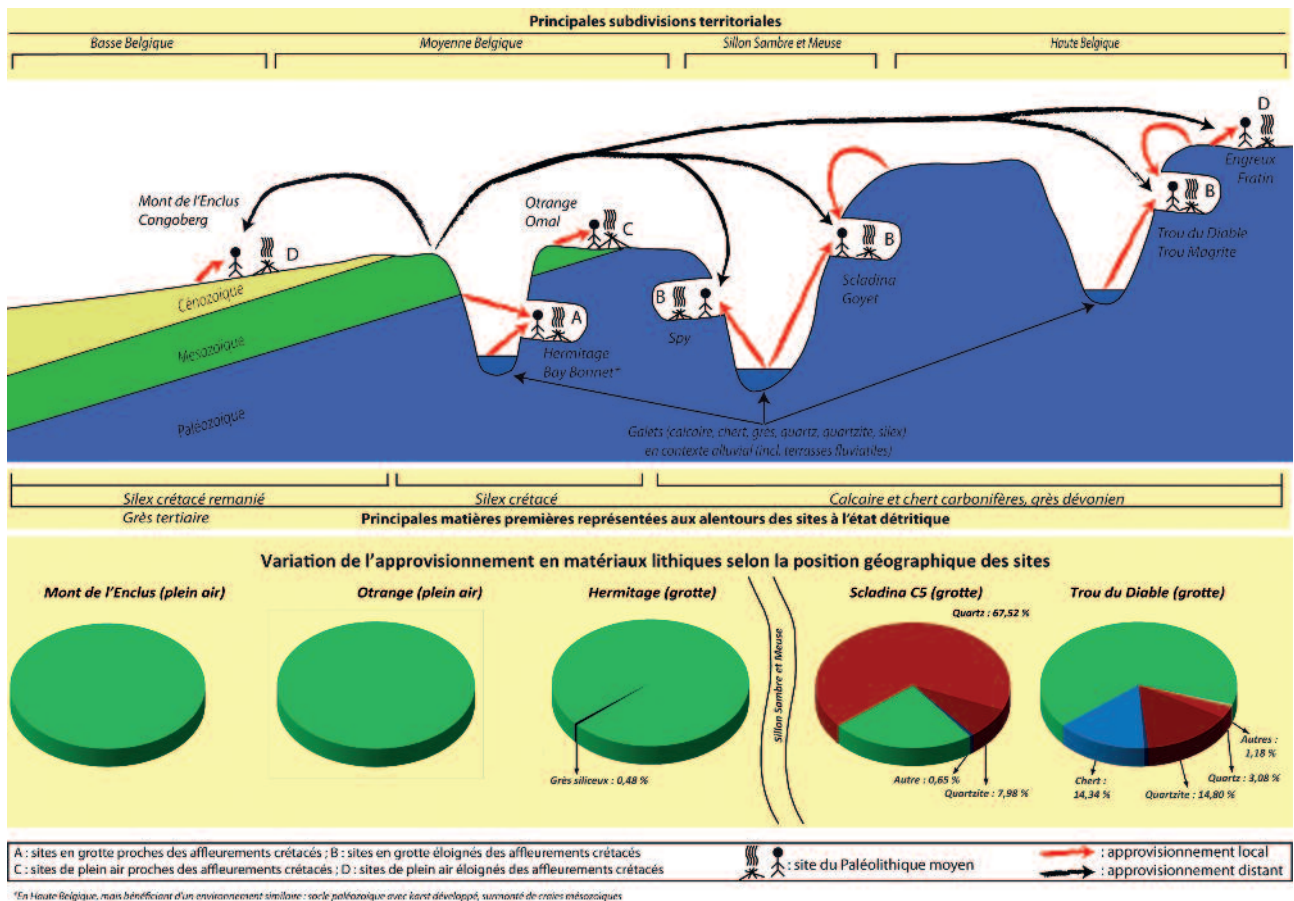 Principales subdivisions territoriales
Basse Belgique
Moyenne Belgique
Sillon Sambre et Meuse
Haute Belgique
D
Engreux
Fratin
Mont de l'Enclus
Congoberg
D
Otrange
Omal
C
B
Scladina
Goyet
B
Trou du Diable
Trou Magrite
Cénozoïque
Mésozoïque
Paléozoïque
A
Hermitage
Bay Bonnet*
B
Spy
Galets (calcaire, chert, grès, quartz, quartzite, silex)
en contexte alluvial (incl. terrasses fluviatiles)
Silex crétacé remanié
Silex crétacé
Calcaire et chert carbonifères, grès dévonien
Grès tertiaire
Principales matières premières représentées aux alentours des sites à l'état détritique
Variation de l'approvisionnement en matériaux lithiques selon la position géographique des sites
Mont de l'Enclus (plein air)
Otrange (plein air)
Hermitage (grotte)
Grès siliceux : 0,48 %
Sillon Sambre et Meuse
Scladina C5 (grotte)
Quartz : 67,52 %
Autre : 0,65 %
Quartzite : 7,98 %
Trou du Diable (grotte)
Autres :
1,18 %
Quartz : 3,08 %
Chert :
14,34 %
Quartzite : 14,80 %
A : sites en grotte proches des affleurements crétacés ; B : sites en grotte éloignés des affleurements crétacés
C : sites de plein air proches des affleurements crétacés ; D : sites de plein air éloignés des affleurements crétacés
: site du Paléolithique moyen
: approvisionnement local
: approvisionnement distant
*En Haute Belgique, mais bénéficiant d'un environnement similaire : socle paléozoïque avec karst développé, surmonté de craies mésozoïques